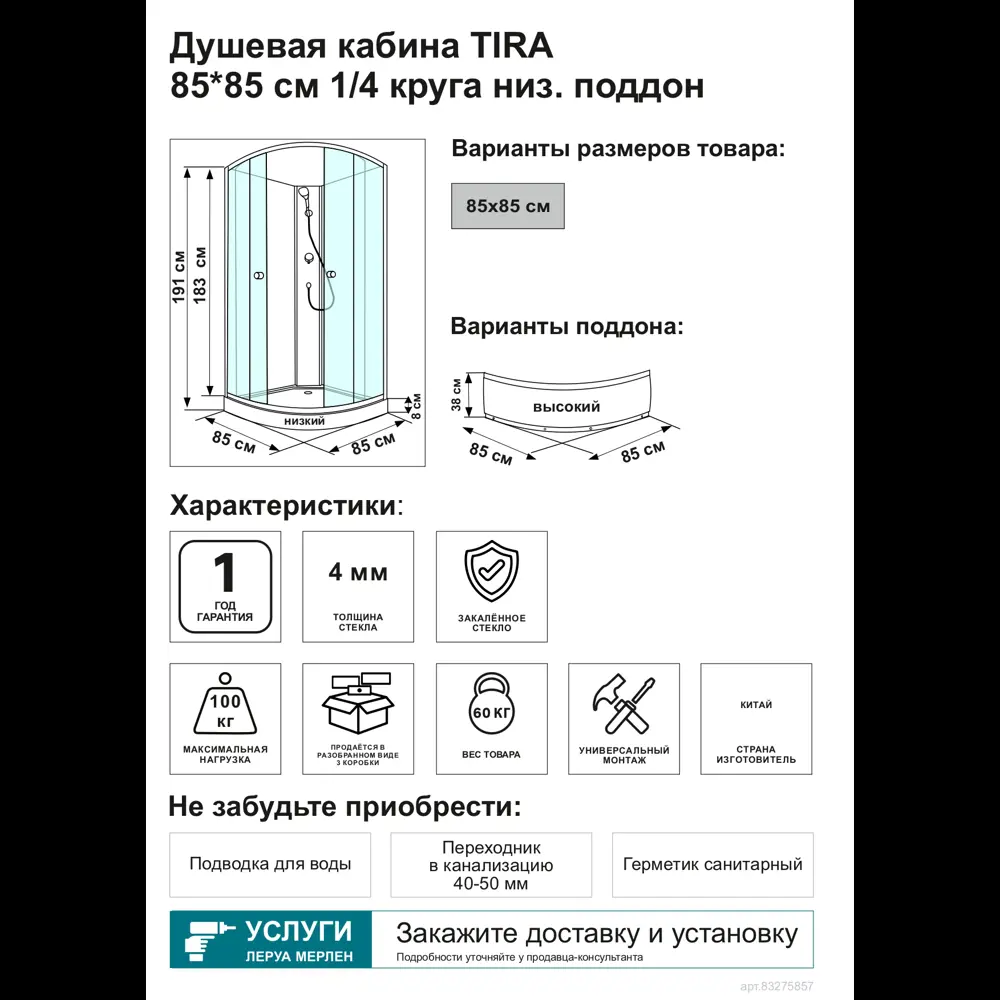 Душевая кабина TIRA
85*85 см 1/4 круга низ. поддон
191 см
183 см
8 см
низкий
85 см
85 см
Варианты размеров товара:
85x85 см
Варианты поддона:
38 см
высокий
85 см
85 см
Характеристики:
1
ГОД
ГАРАНТИЯ
4 мм
ТОЛЩИНА
СТЕКЛА
ЗАКАЛЁННОЕ
СТЕКЛО
100
кг
МАКСИМАЛЬНАЯ
НАГРУЗКА
ПРОДАЁТСЯ В
РАЗОБРАННОМ ВИДЕ
3 КОРОБКИ
60 КГ
ВЕС ТОВАРА
УНИВЕРСАЛЬНЫЙ
МОНТАЖ
КИТАЙ
СТРАНА
ИЗГОТОВИТЕЛЬ
Не забудьте приобрести:
Подводка для воды
Переходник
в канализацию
40-50 мм
Герметик санитарный
УСЛУГИ
ЛЕРУА МЕРЛЕН
Закажите доставку и установку
Подробности уточняйте у продавца-консультанта
арт.83275857